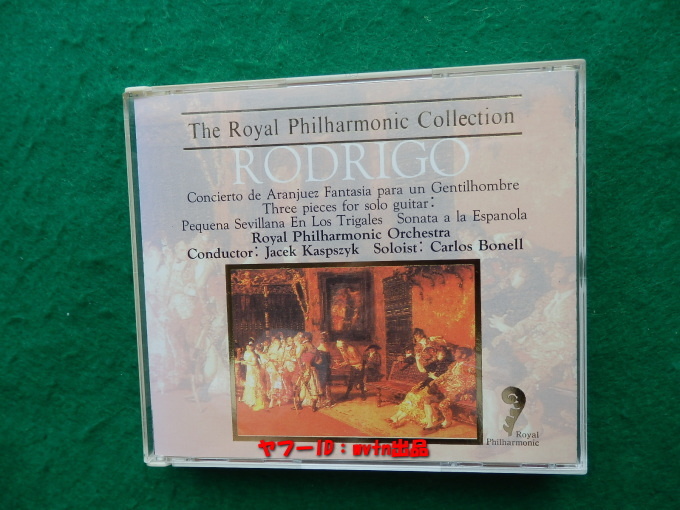 The Royal Philharmonic Collection
RODRIGO
Concierto de Aranjuez Fantasia para un Gentilhombre
Three pieces for solo guitar:
Pequena Sevillana En Los Trigales Sonata a la Espanola
Royal Philharmonic Orchestra
Conductor: Jacek Kaspszyk Soloist: Carlos Bonell
Royal
Philharmonic
ヤフーID：mvtn出品